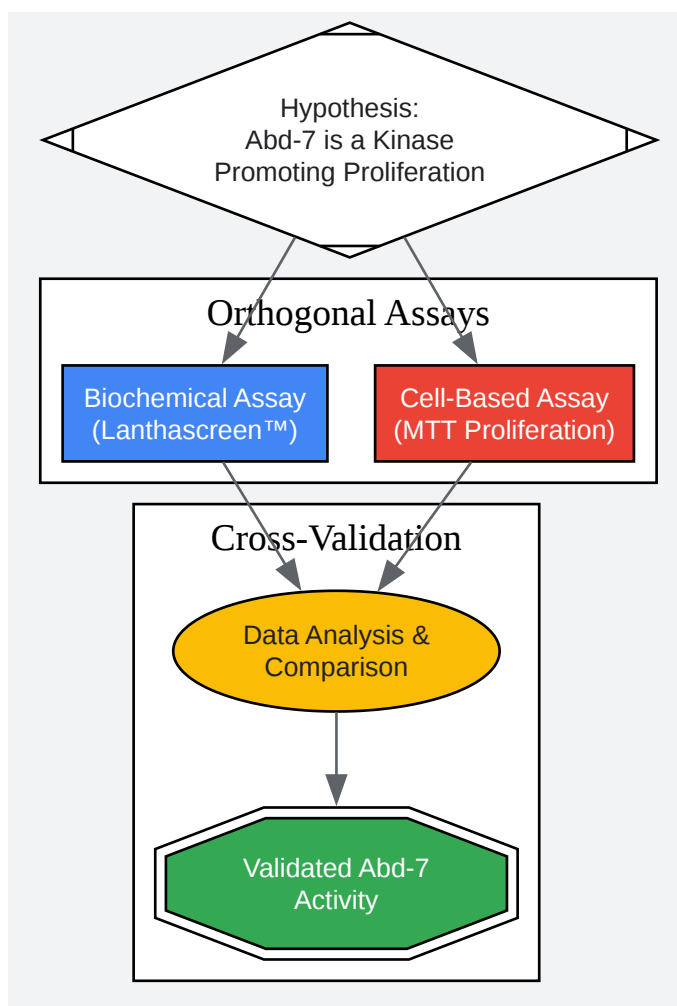 Hypothesis:
Abd-7 is a Kinase
Promoting Proliferation
Orthogonal Assays
Biochemical Assay
(Lanthascreen™)
Cell-Based Assay
(MTT Proliferation)
Cross-Validation
Data Analysis &
Comparison
Validated Abd-7
Activity